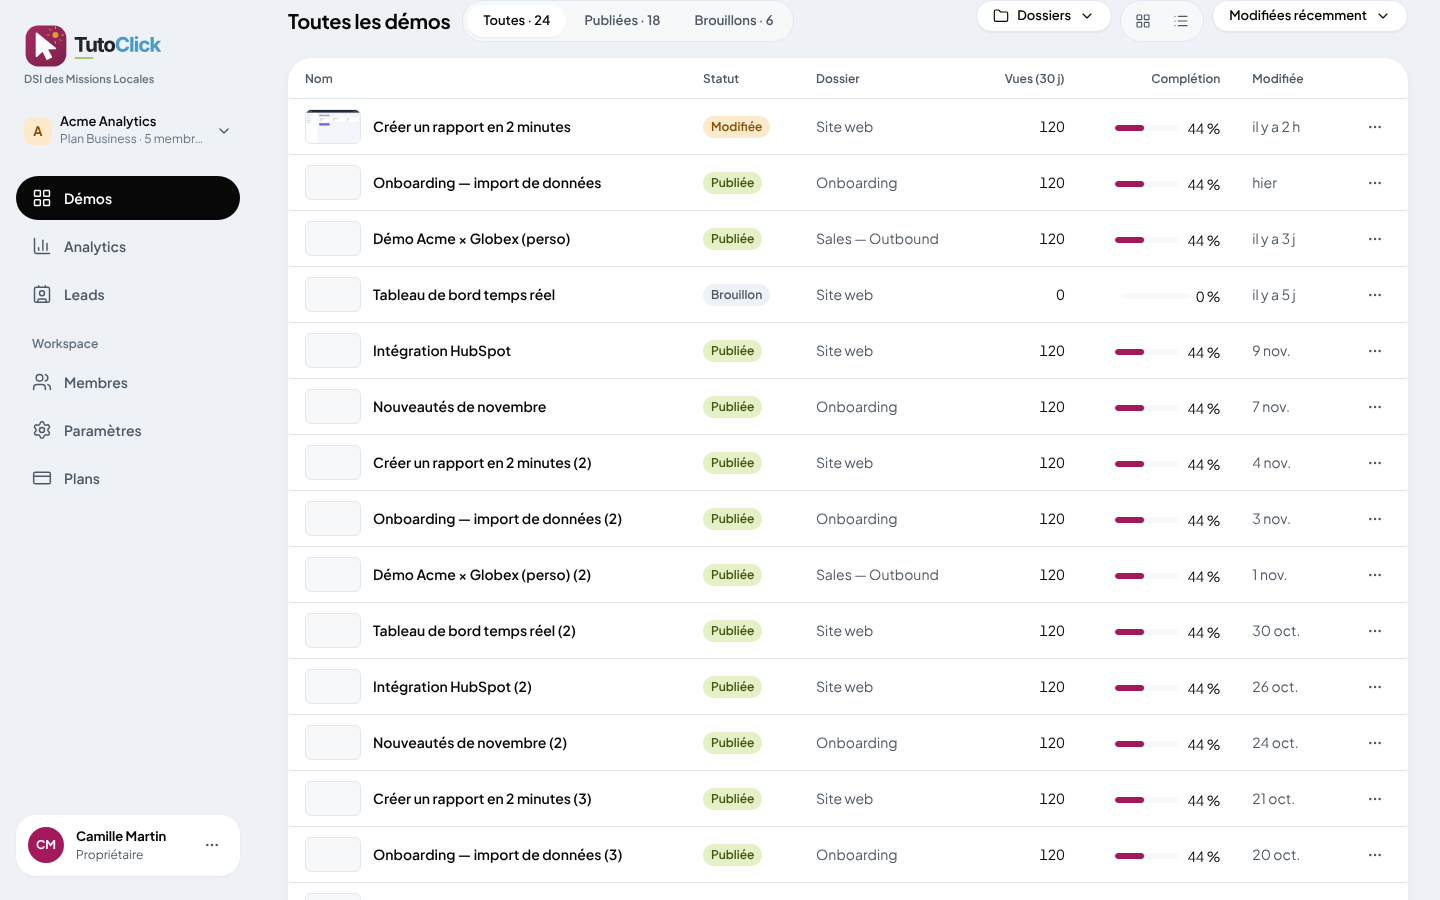 TutoClick
DSI des Missions Locales
A
Acme Analytics
Plan Business · 5 membr...
Démos
Analytics
Leads
Workspace
Membres
Paramètres
Plans
CM
Camille Martin
Propriétaire
Toutes les démos
Toutes · 24
Publiées · 18
Brouillons · 6
Dossiers
Modifiées récemment
Nom Statut Dossier Vues (30 j) Complétion Modifiée
Créer un rapport en 2 minutes Modifiée Site web 120 44 % il y a 2 h
Onboarding — import de données Publiée Onboarding 120 44 % hier
Démo Acme × Globex (perso) Publiée Sales — Outbound 120 44 % il y a 3 j
Tableau de bord temps réel Brouillon Site web 0 0 % il y a 5 j
Intégration HubSpot Publiée Site web 120 44 % 9 nov.
Nouveautés de novembre Publiée Onboarding 120 44 % 7 nov.
Créer un rapport en 2 minutes (2) Publiée Site web 120 44 % 4 nov.
Onboarding — import de données (2) Publiée Onboarding 120 44 % 3 nov.
Démo Acme × Globex (perso) (2) Publiée Sales — Outbound 120 44 % 1 nov.
Tableau de bord temps réel (2) Publiée Site web 120 44 % 30 oct.
Intégration HubSpot (2) Publiée Site web 120 44 % 26 oct.
Nouveautés de novembre (2) Publiée Onboarding 120 44 % 24 oct.
Créer un rapport en 2 minutes (3) Publiée Site web 120 44 % 21 oct.
Onboarding — import de données (3) Publiée Onboarding 120 44 % 20 oct.